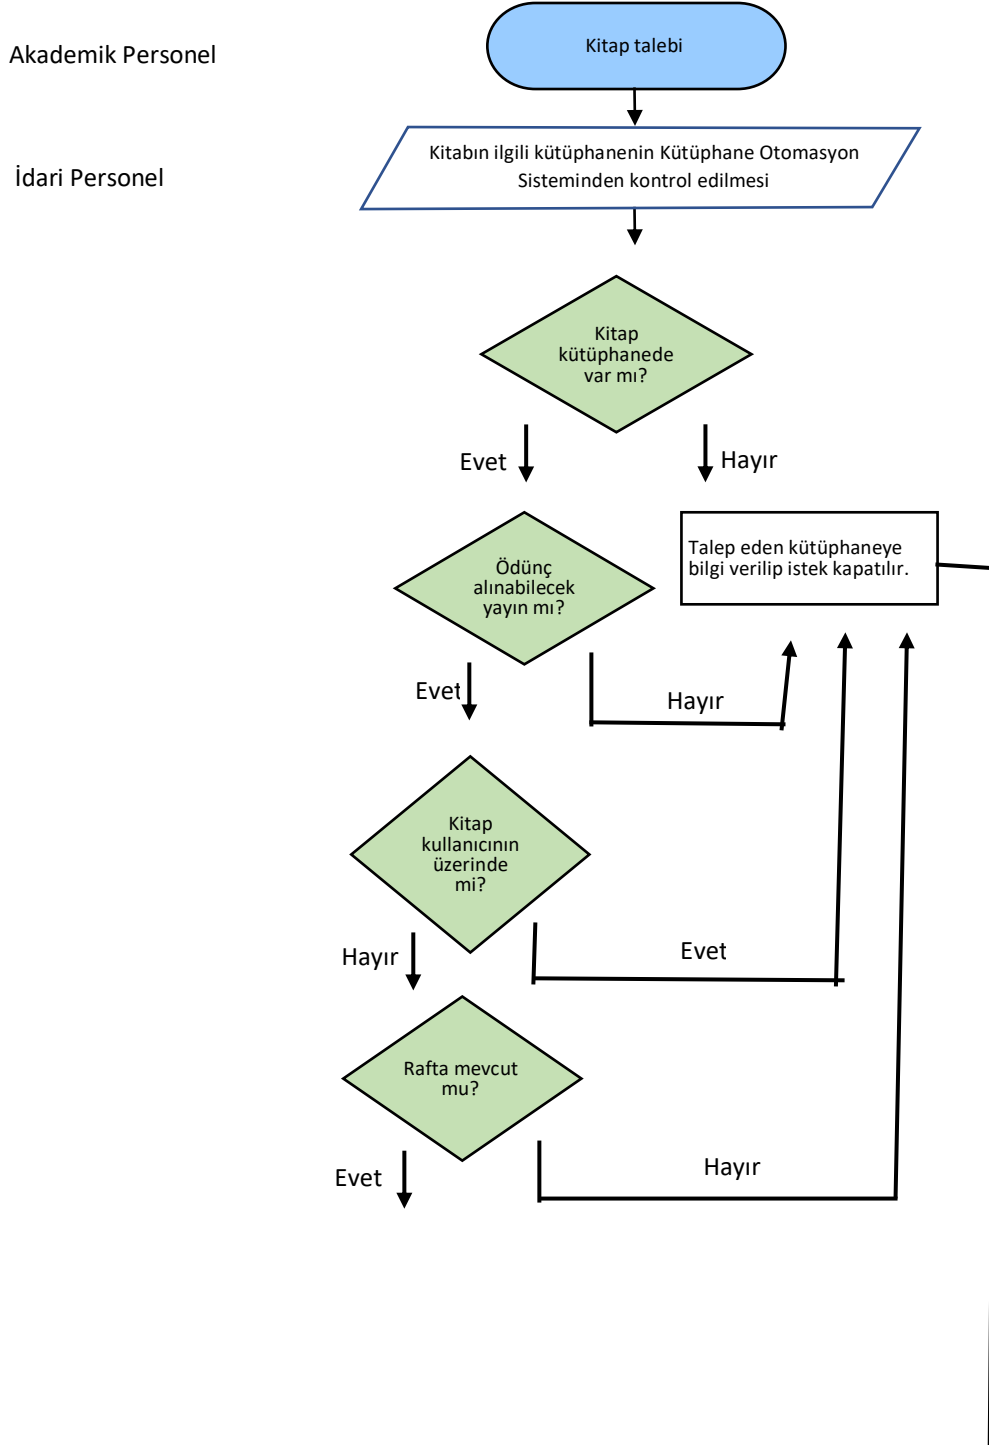 Akademik Personel
Kitap talebi
İdari Personel
Kitabın ilgili kütüphanenin Kütüphane Otomasyon
Sisteminden kontrol edilmesi
Kitap
kütüphanede
var mı?
Evet
Hayır
Ödünç
alınabilecek
yayın mı?
Talep eden kütüphaneye
bilgi verilip istek kapatılır.
Evet
Hayır
Kitap
kullanıcının
üzerinde
mi?
Hayır
Evet
Rafta mevcut
mu?
Evet
Hayır